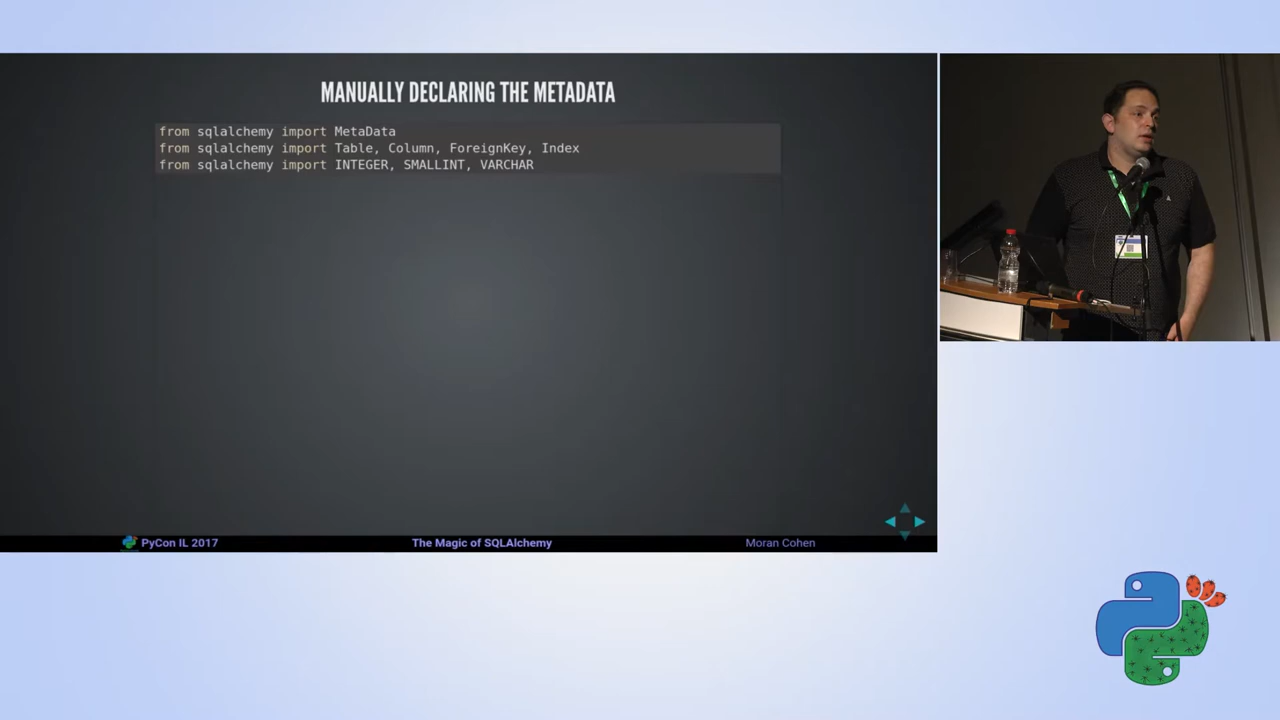 MANUALLY DECLARING THE METADATA
from sqlalchemy import MetaData
from sqlalchemy import Table, Column, ForeignKey, Index
from sqlalchemy import INTEGER, SMALLINT, VARCHAR
PyCon IL 2017
The Magic of SQLAlchemy
Moran Cohen